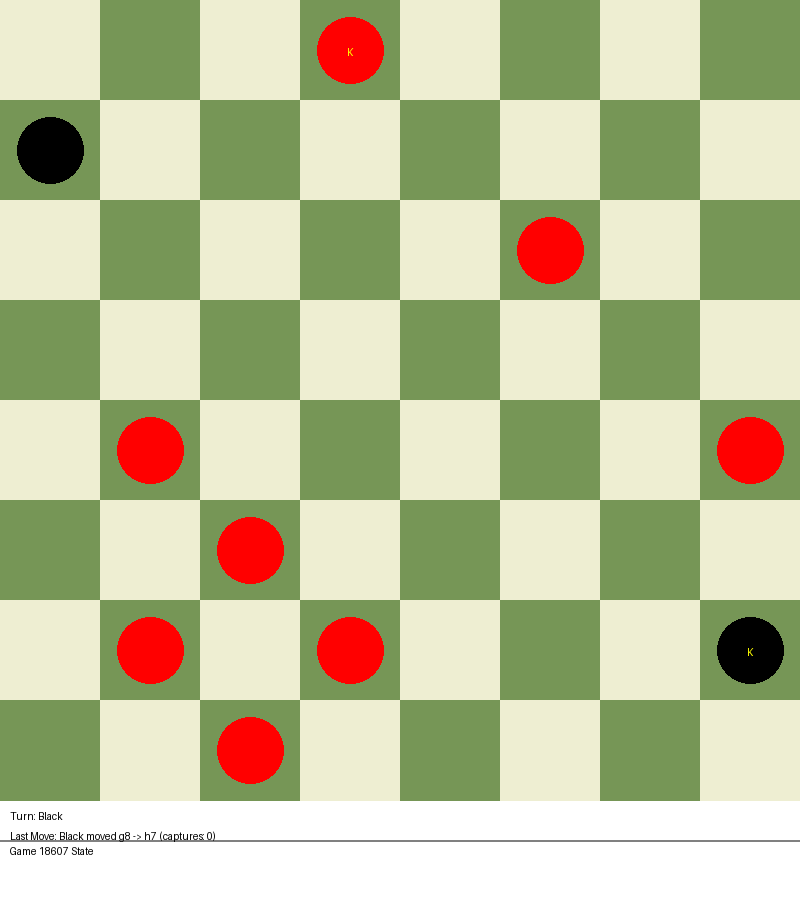 K
K
Turn: Black
Last Move: Black moved g8 -> h7 (captures: 0)
Game 18607 State